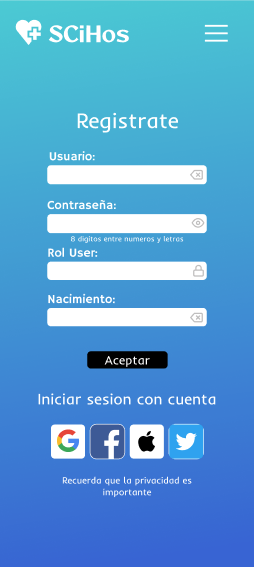 SCiHos
Registrate
Usuario:
Contraseña:
8 digitos entre numeros y letras
Rol User:
Nacimiento:
Aceptar
Iniciar sesion con cuenta
Recuerda que la privacidad es
importante